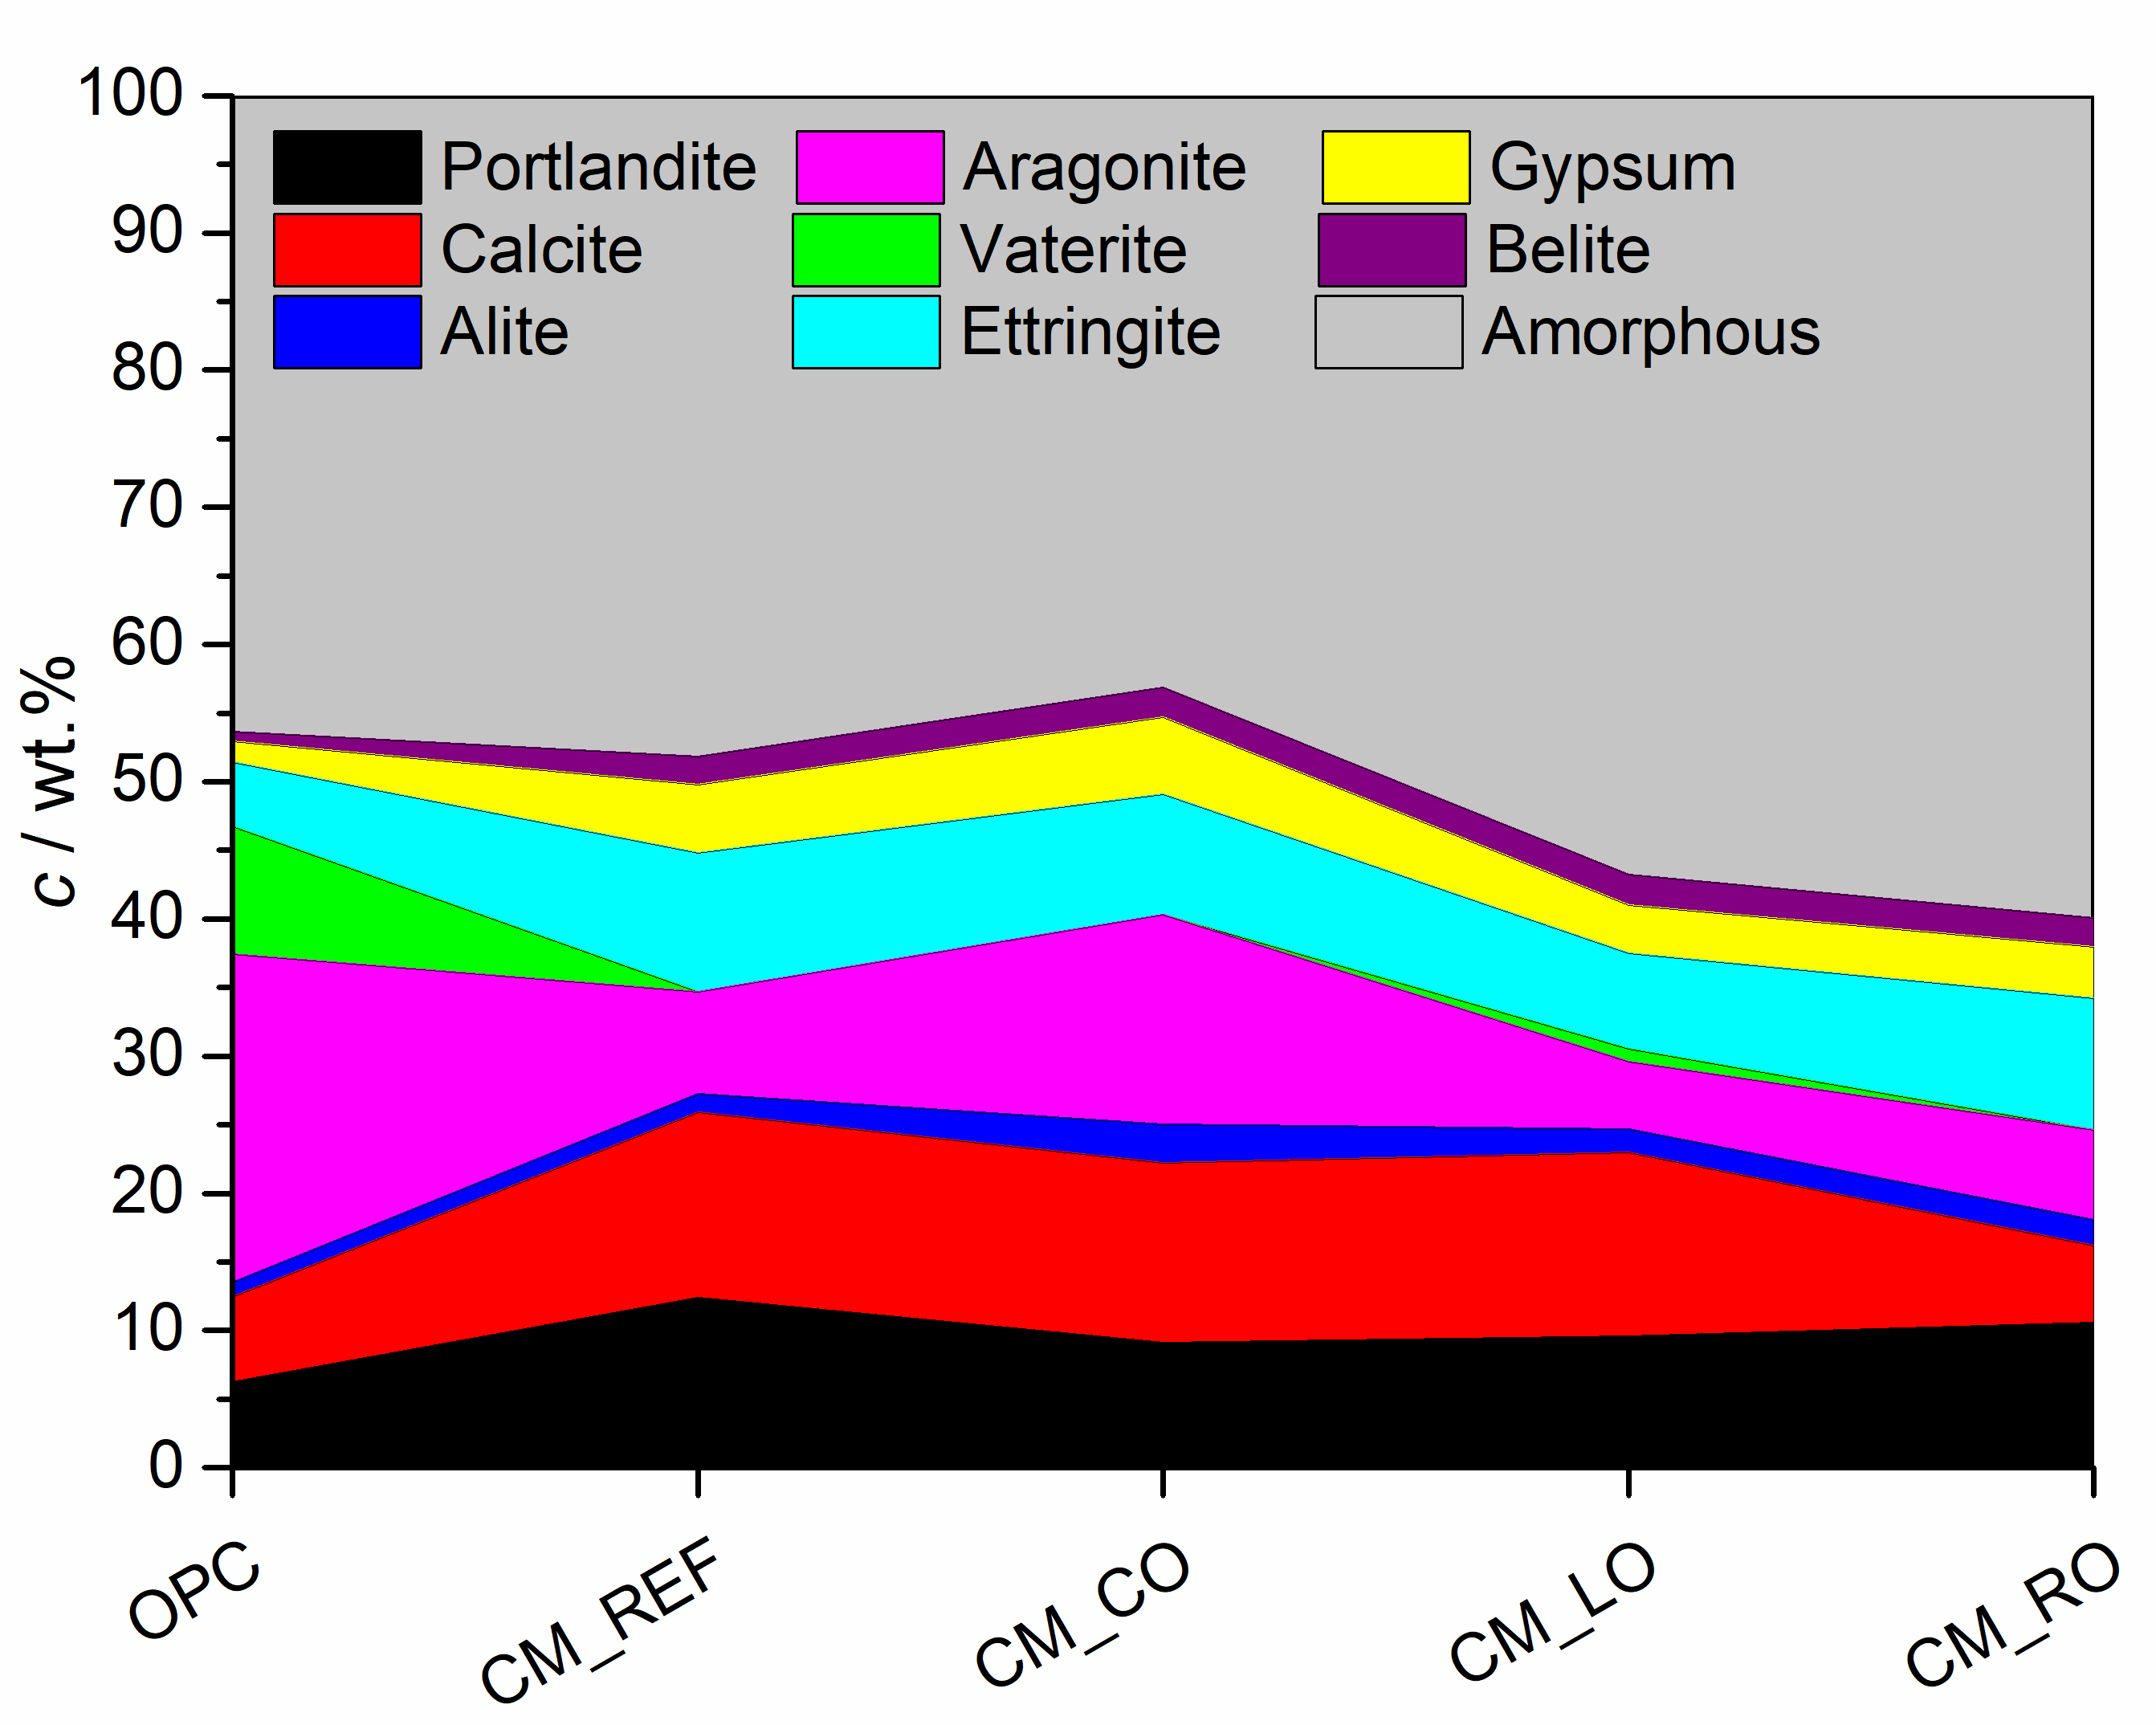 100
90
80
70
60
50
40
30
20
10
0
c / wt.%
Portlandite
Aragonite
Gypsum
Calcite
Vaterite
Belite
Alite
Ettringite
Amorphous
OPC
CM_REF
CM_CO
CM_LO
CM_RO